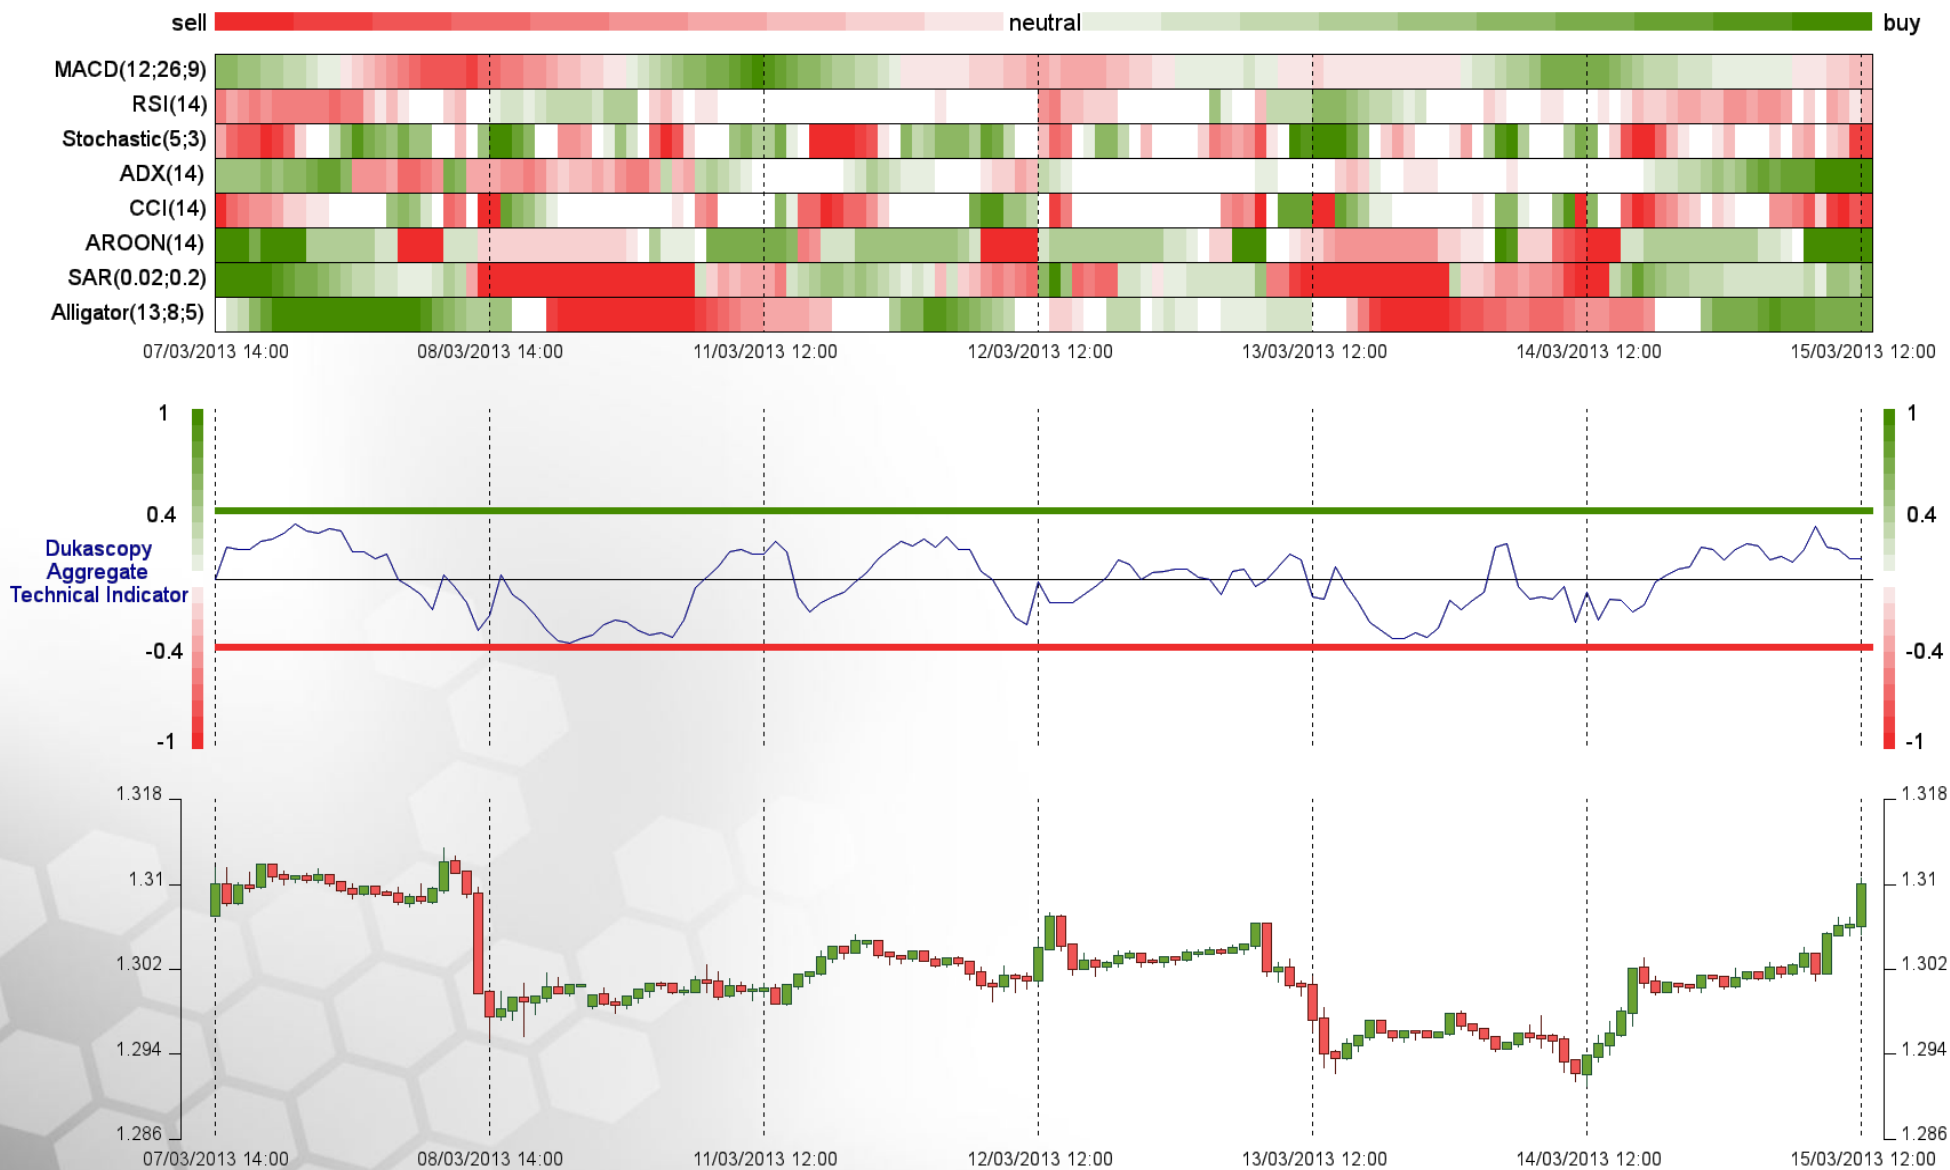 sell neutral buy
MACD(12;26;9)
RSI(14)
Stochastic(5;3)
ADX(14)
CCI(14)
AROON(14)
SAR(0.02;0.2)
Alligator(13;8;5)
07/03/2013 14:00 08/03/2013 14:00 11/03/2013 12:00 12/03/2013 12:00 13/03/2013 12:00 14/03/2013 12:00 15/03/2013 12:00
1 1
0.4 0.4
Dukascopy
Aggregate
Technical Indicator
-0.4 -0.4
-1 -1
1.318 1.318
1.31 1.31
1.302 1.302
1.294 1.294
1.286 1.286
07/03/2013 14:00 08/03/2013 14:00 11/03/2013 12:00 12/03/2013 12:00 13/03/2013 12:00 14/03/2013 12:00 15/03/2013 12:00